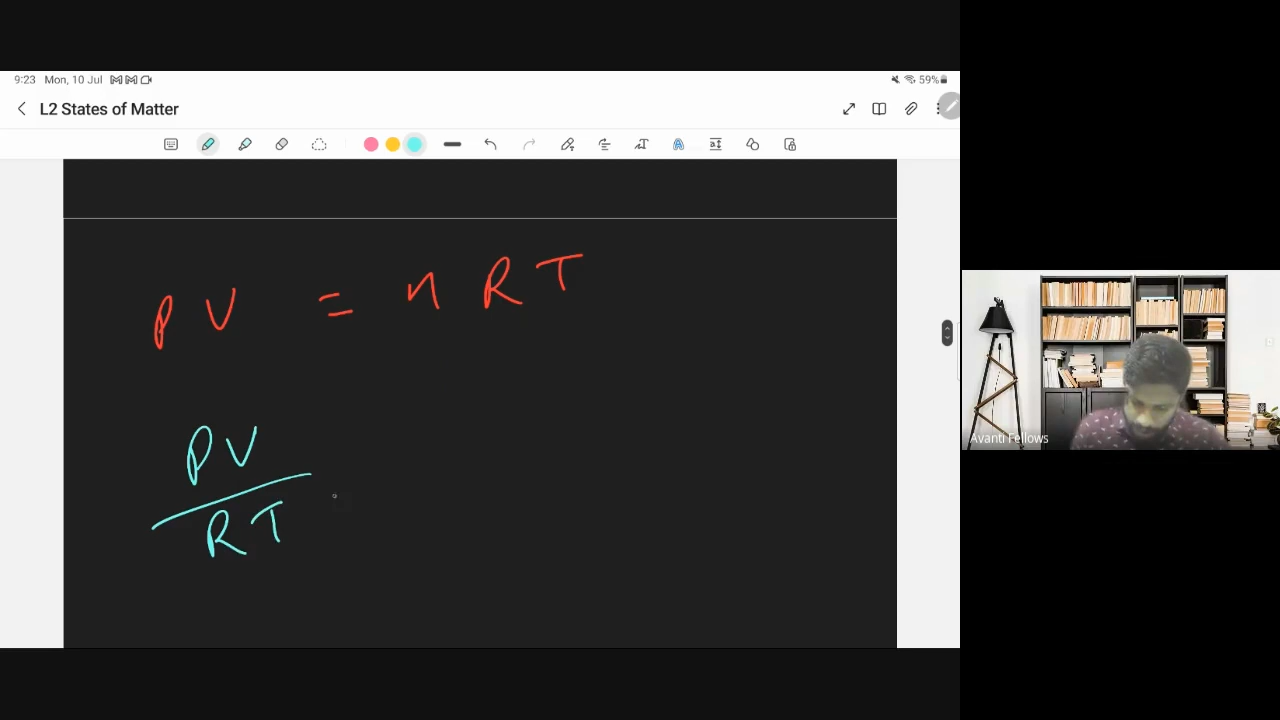 9:23 Mon, 10 Jul
59%
L2 States of Matter
PV = nRT
PV
RT
Avanti Fellows